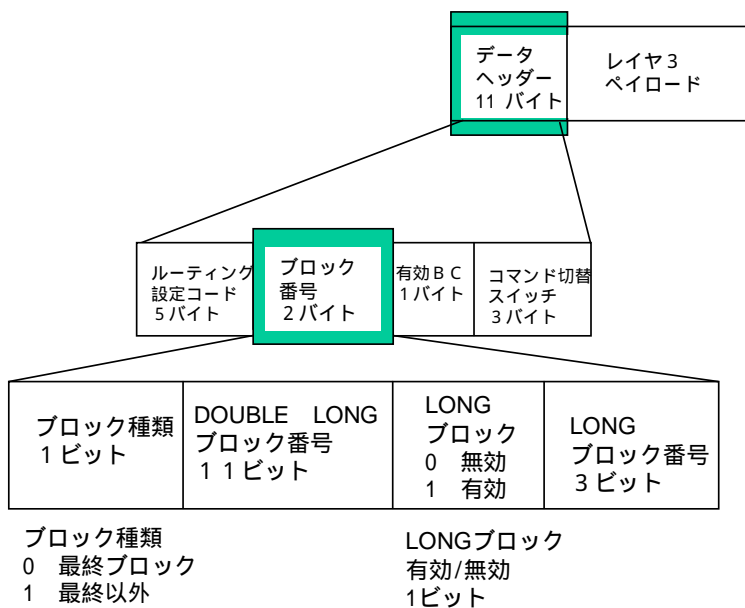 データ
ヘッダー
11 バイト
レイヤ3
ペイロード
ルーティング
設定コード
5バイト
ブロック
番号
2バイト
有効BC
1バイト
コマンド切替
スイッチ
3バイト
ブロック種類
1ビット
DOUBLE LONG
ブロック番号
11ビット
LONG
ブロック
0 無効
1 有効
LONG
ブロック番号
3ビット
ブロック種類
0 最終ブロック
1 最終以外
LONGブロック
有効/無効
1ビット